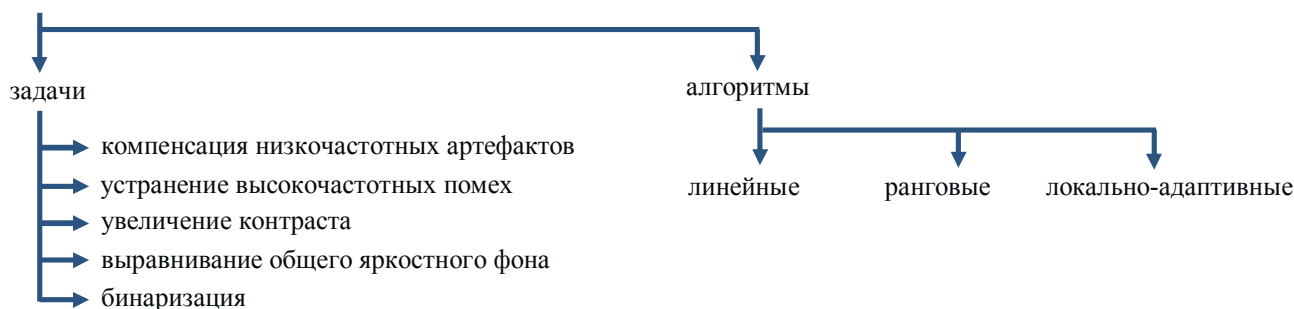 задачи
компенсация низкочастотных артефактов
устранение высокочастотных помех
увеличение контраста
выравнивание общего яркостного фона
бинаризация
алгоритмы
линейные
ранговые
локально-адаптивные